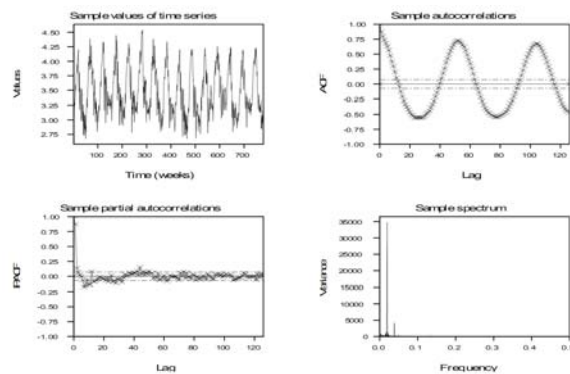 Sample values of time series
Values
4.50
4.25
4.00
3.75
3.50
3.25
3.00
2.75
100 200 300 400 500 600 700
Time (weeks)
Sample autocorrelations
ACF
1.00
0.75
0.50
0.25
0.00
-0.25
-0.50
-0.75
-1.00
0 20 40 60 80 100 120
Lag
Sample partial autocorrelations
PACF
1.00
0.75
0.50
0.25
0.00
-0.25
-0.50
-0.75
-1.00
0 20 40 60 80 100 120
Lag
Sample spectrum
Variance
35000
30000
25000
20000
15000
10000
5000
0
0.0 0.1 0.2 0.3 0.4 0.5
Frequency